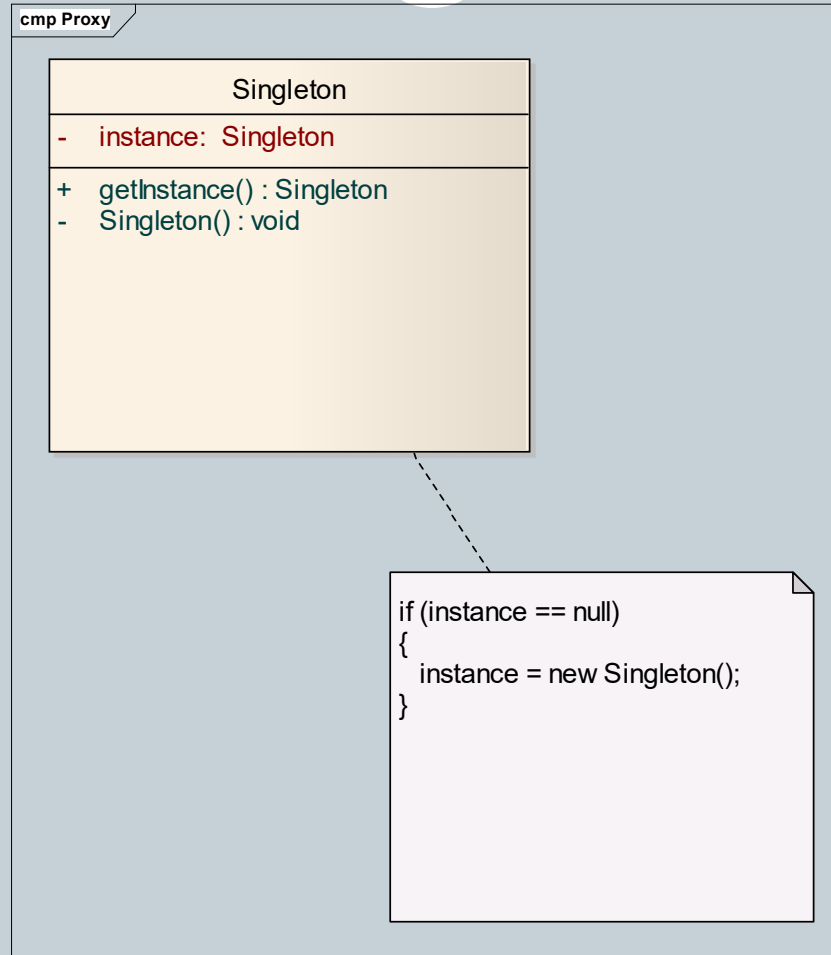 cmp Proxy
Singleton
- instance: Singleton
+ getInstance() : Singleton
- Singleton() : void
if (instance == null)
{
instance = new Singleton();
}